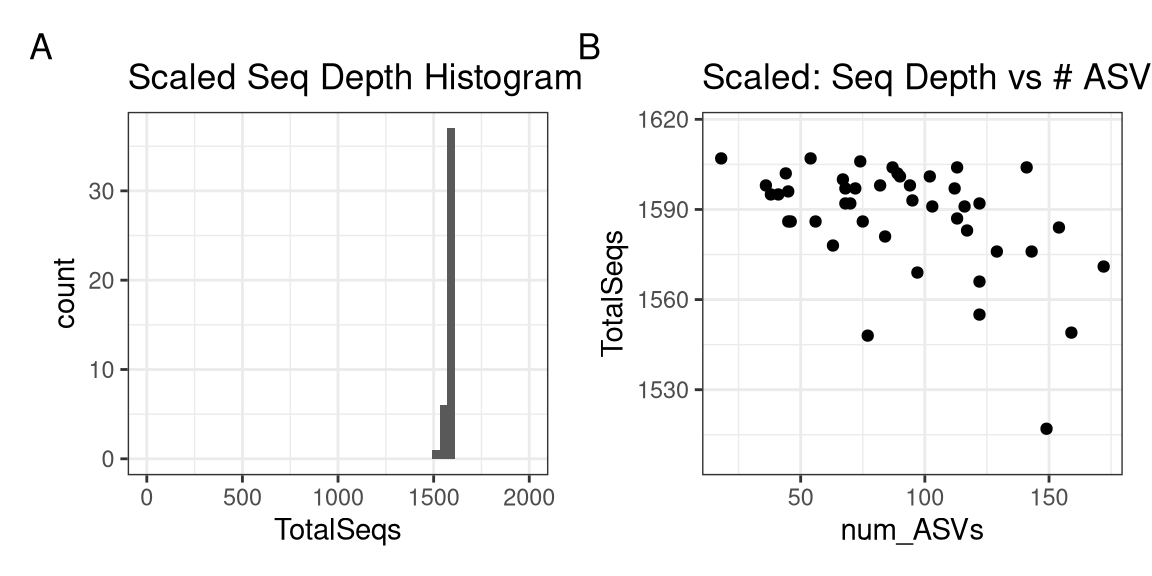 A
Scaled Seq Depth Histogram
count
30
20
10
0
0 500 1000 1500 2000
TotalSeqs
B
Scaled: Seq Depth vs # ASV
TotalSeqs
1620
1590
1560
1530
50 100 150
num_ASVs